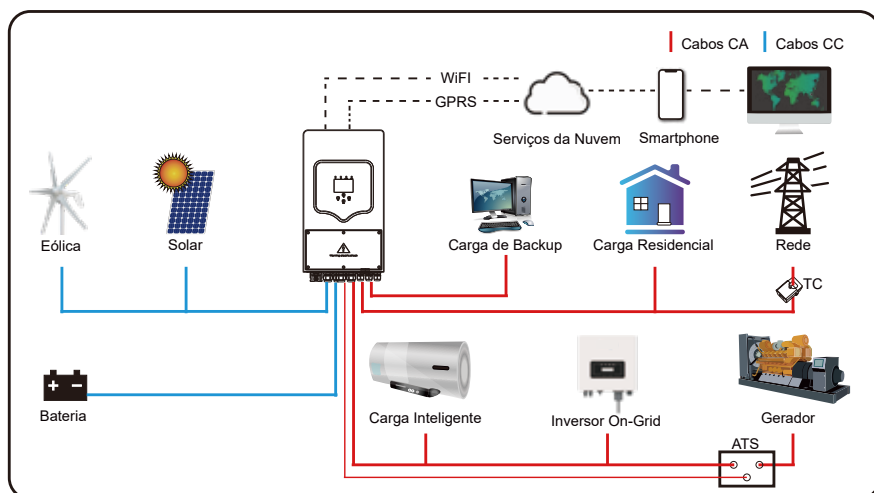 Cabos CA
Cabos CC
WiFI
GPRS
Serviços da Nuvem
Smartphone
Eólica
Solar
Carga de Backup
Carga Residencial
Rede
TC
Bateria
Carga Inteligente
Inversor On-Grid
Gerador
ATS